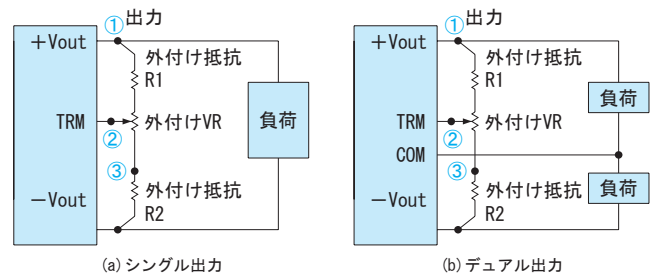 ①出力
+Vout
外付け抵抗
R1
TRM
②
外付けVR
負荷
③
外付け抵抗
R2
-Vout
(a)シングル出力
①出力
+Vout
外付け抵抗
R1
負荷
TRM
②
外付けVR
COM
③
外付け抵抗
R2
負荷
-Vout
(b)デュアル出力